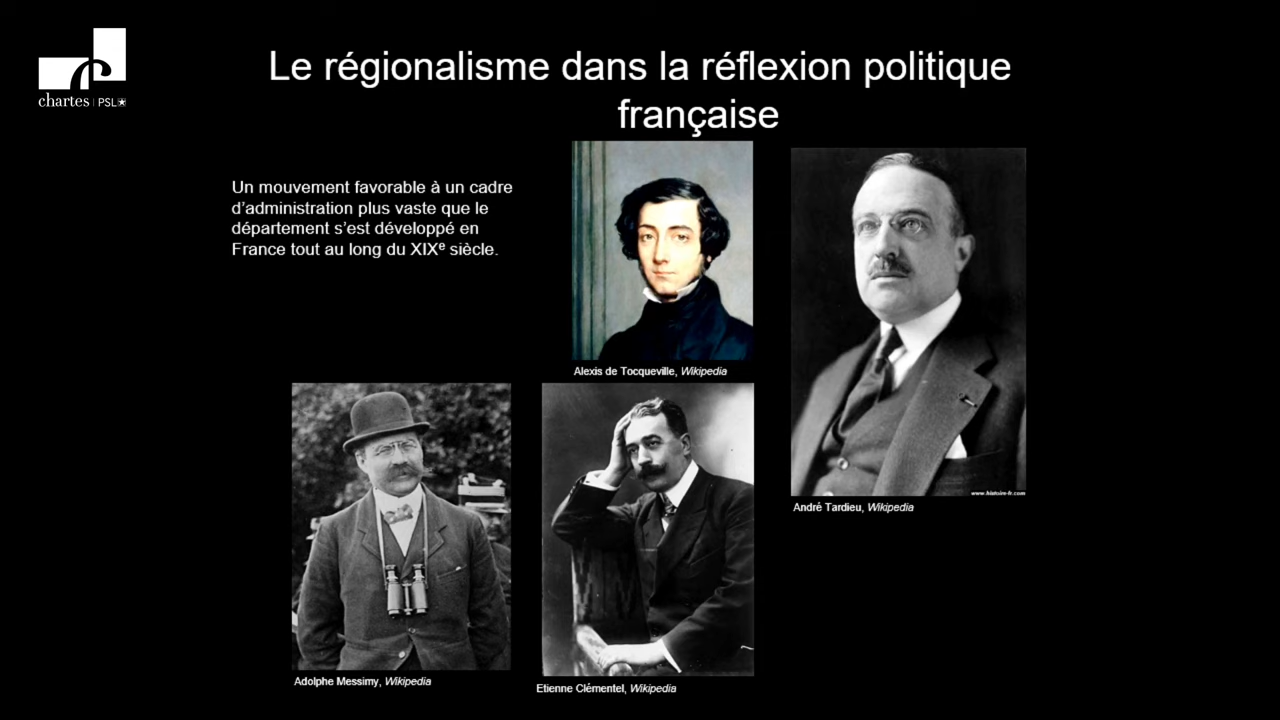 chartes | PSL
Le régionalisme dans la réflexion politique
française
Un mouvement favorable à un cadre
d’administration plus vaste que le
département s’est développé en
France tout au long du XIXe siècle.
Alexis de Tocqueville, Wikipedia
www.histoire-fr.com
André Tardieu, Wikipedia
Adolphe Messimy, Wikipedia
Etienne Clémentel, Wikipedia